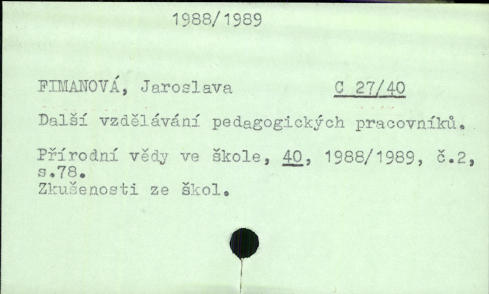 1988/1989
FIMANOVÁ, Jaroslava C 27/40
Další vzdělávání pedagogických pracovníků.
Přírodní vědy ve škole, 40, 1988/1989, č.2,
s.78.
Zkušenosti ze škol.